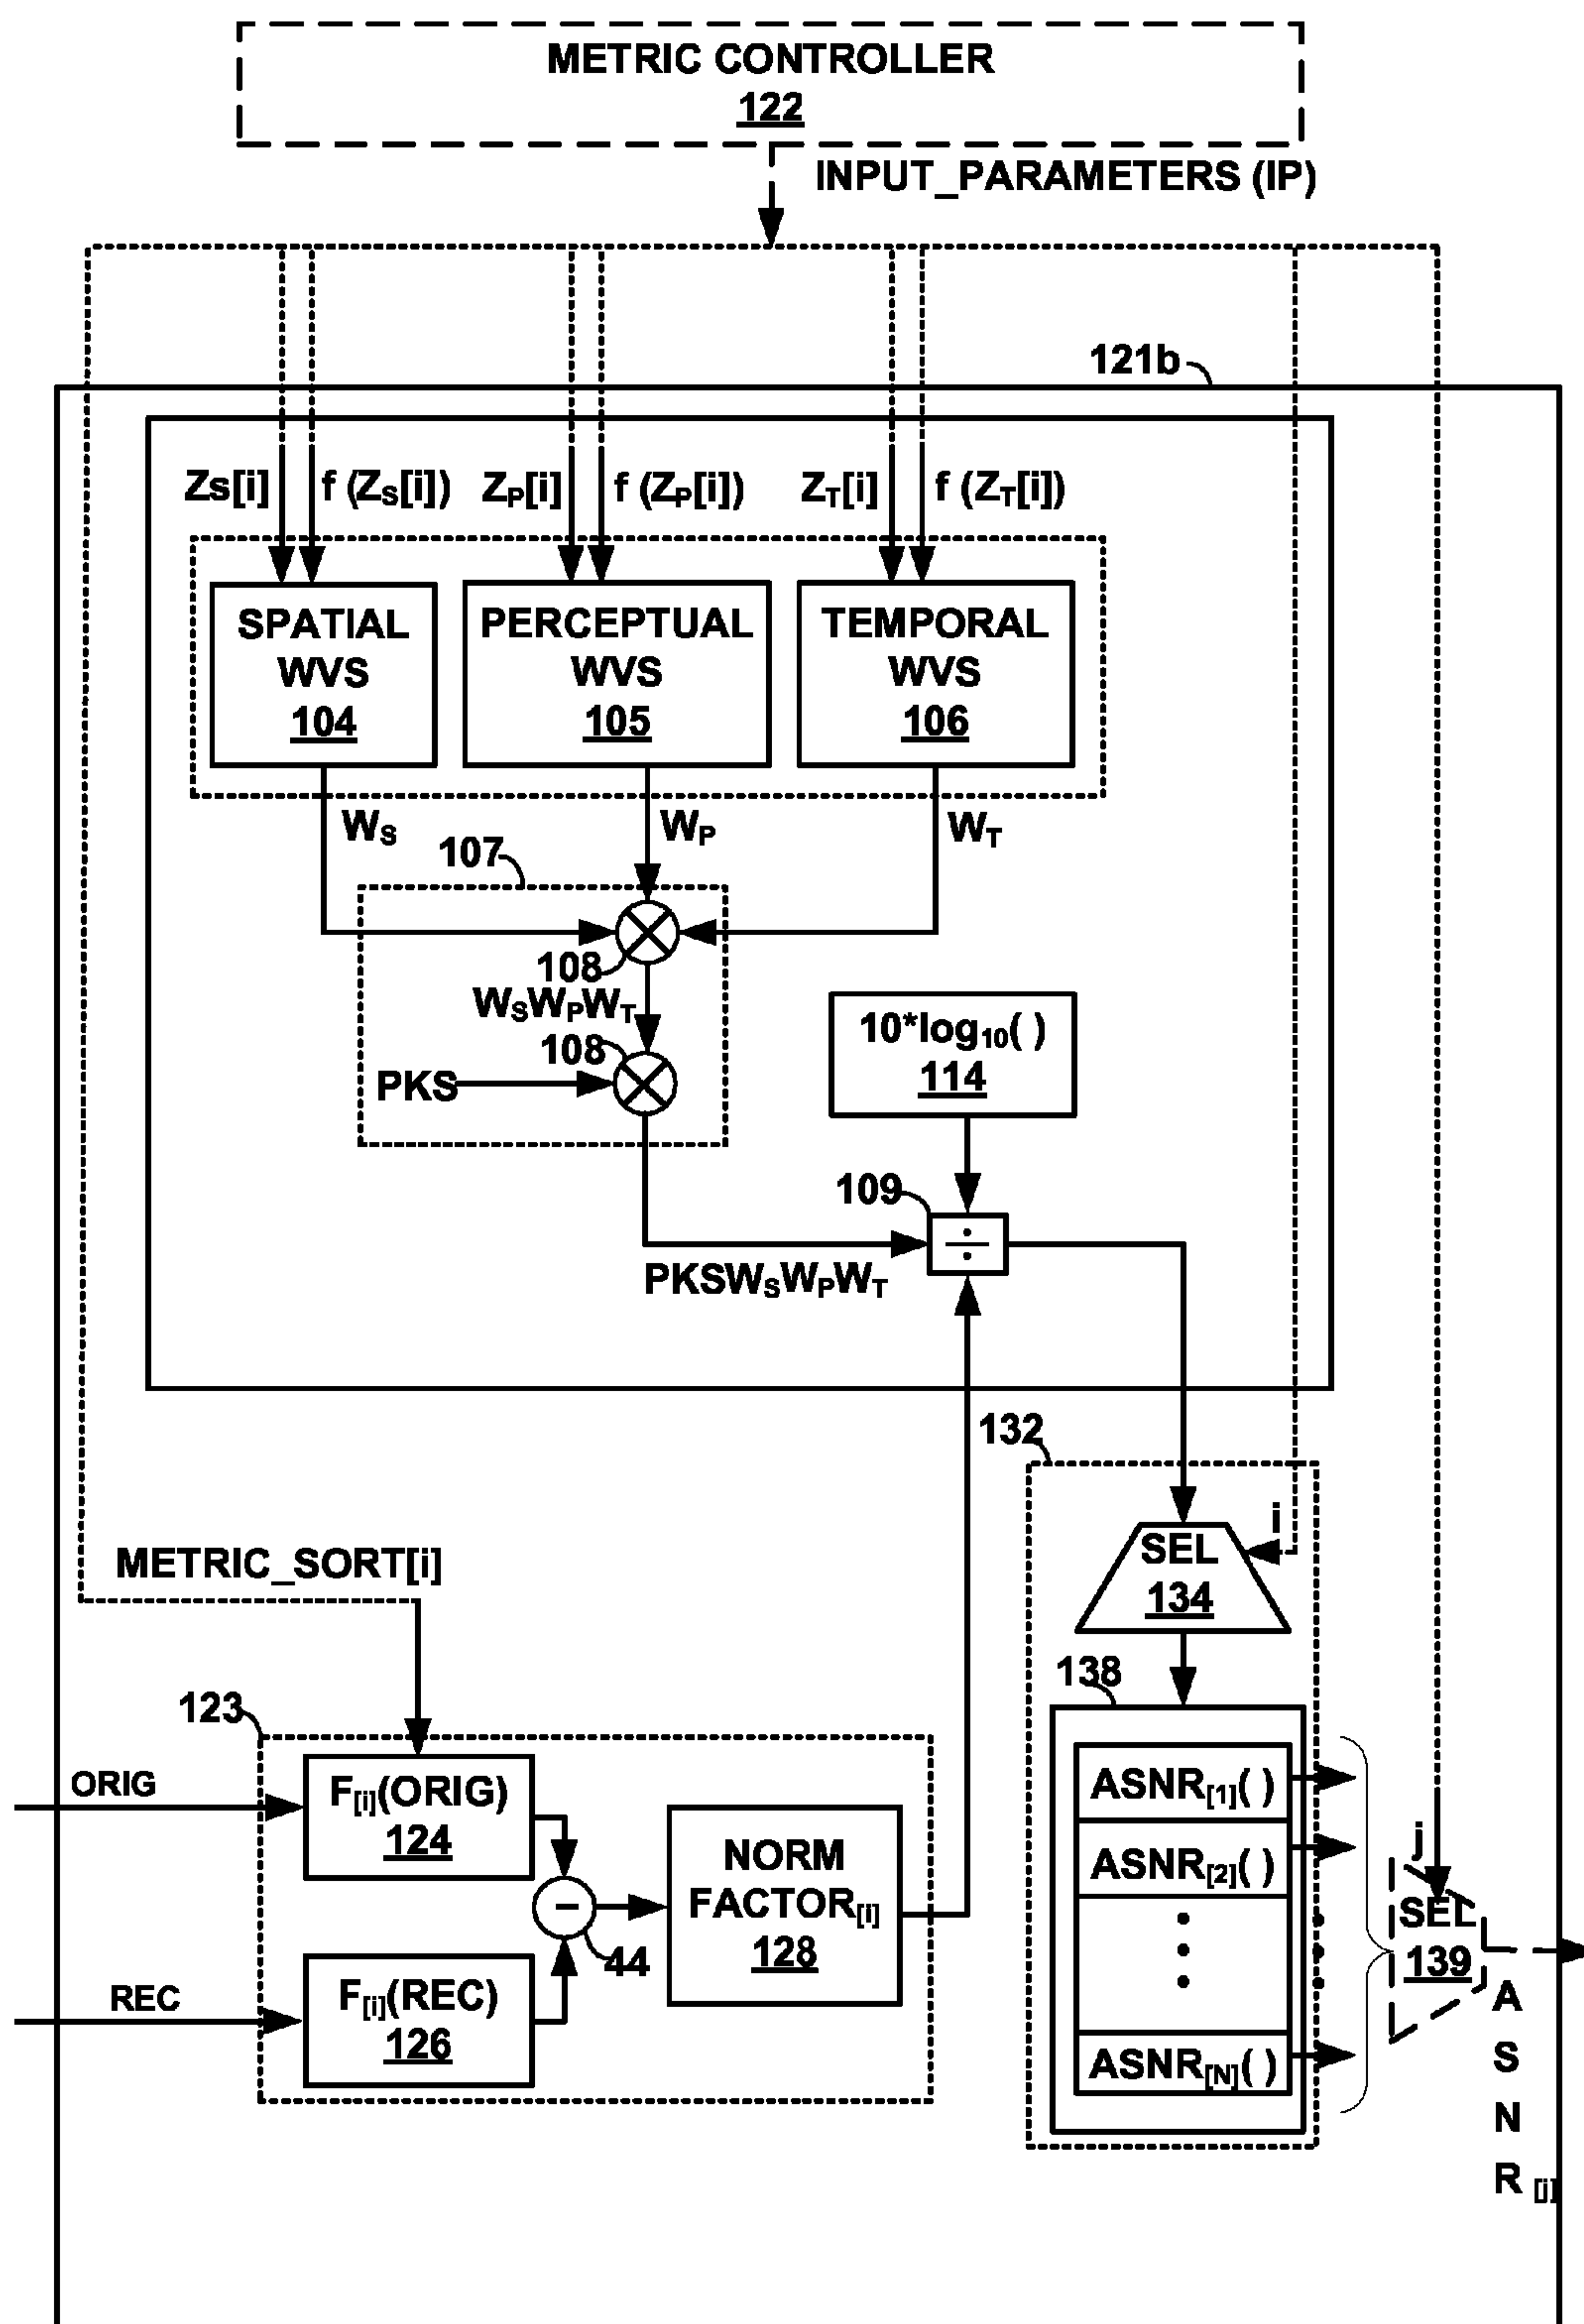 METRIC CONTROLLER
122
INPUT_PARAMETERS (IP)
121b
Zs[i] f (ZS[i]) ZP[i] f (ZP[i]) ZT[i] f (ZT[i])
SPATIAL
WVS
104
PERCEPTUAL
WVS
105
TEMPORAL
WVS
106
WS WP WT
107
108
WSWPWT
108
PKS
10*log10( )
114
109
÷
PKSWSWPWT
132
i
SEL
134
METRIC_SORT[i]
138
123
ORIG
F[i](ORIG)
124
NORM
FACTOR[i]
128
-
44
REC
F[i](REC)
126
ASNR[1]( )
ASNR[2]( )
ASNR[N]( )
j
SEL
139
A
S
N
R [j]